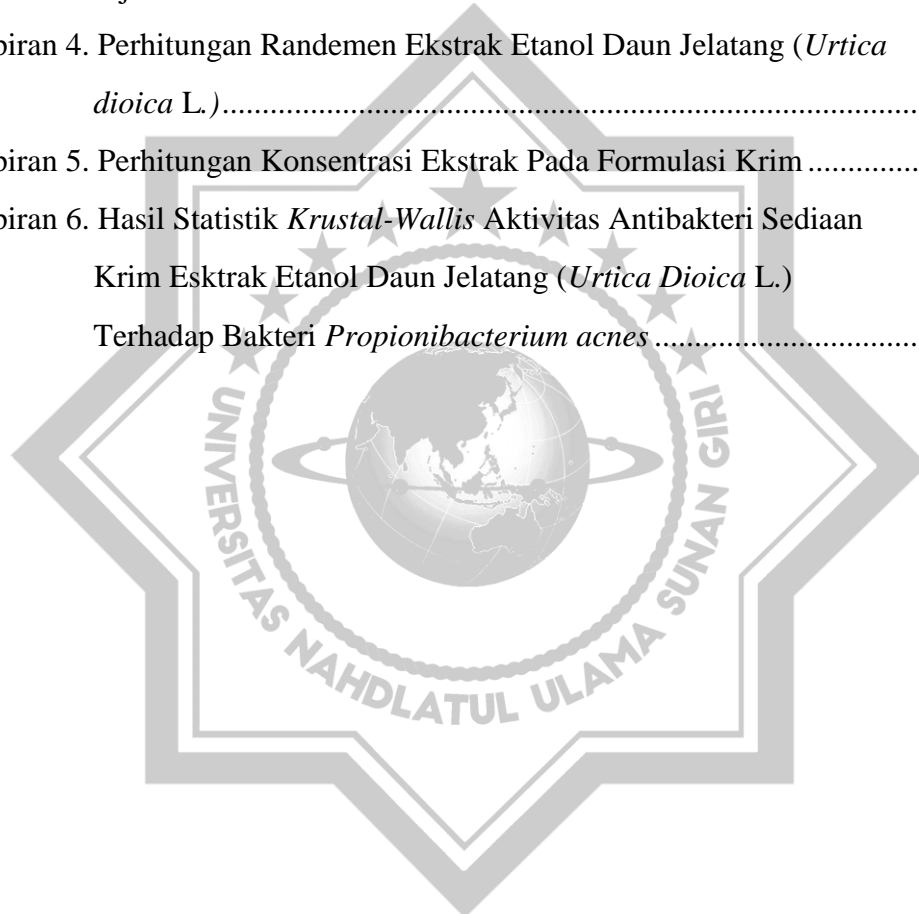 piran 4. Perhitungan Randemen Ekstrak Etanol Daun Jelatang (Urtica
dioica L.)........................................................................................
piran 5. Perhitungan Konsentrasi Ekstrak Pada Formulasi Krim ..............
piran 6. Hasil Statistik Krustal-Wallis Aktivitas Antibakteri Sediaan
Krim Esktrak Etanol Daun Jelatang (Urtica Dioica L.)
Terhadap Bakteri Propionibacterium acnes .................................
UNIVERSITAS NAHDLATUL ULAMA SUNAN GIRI